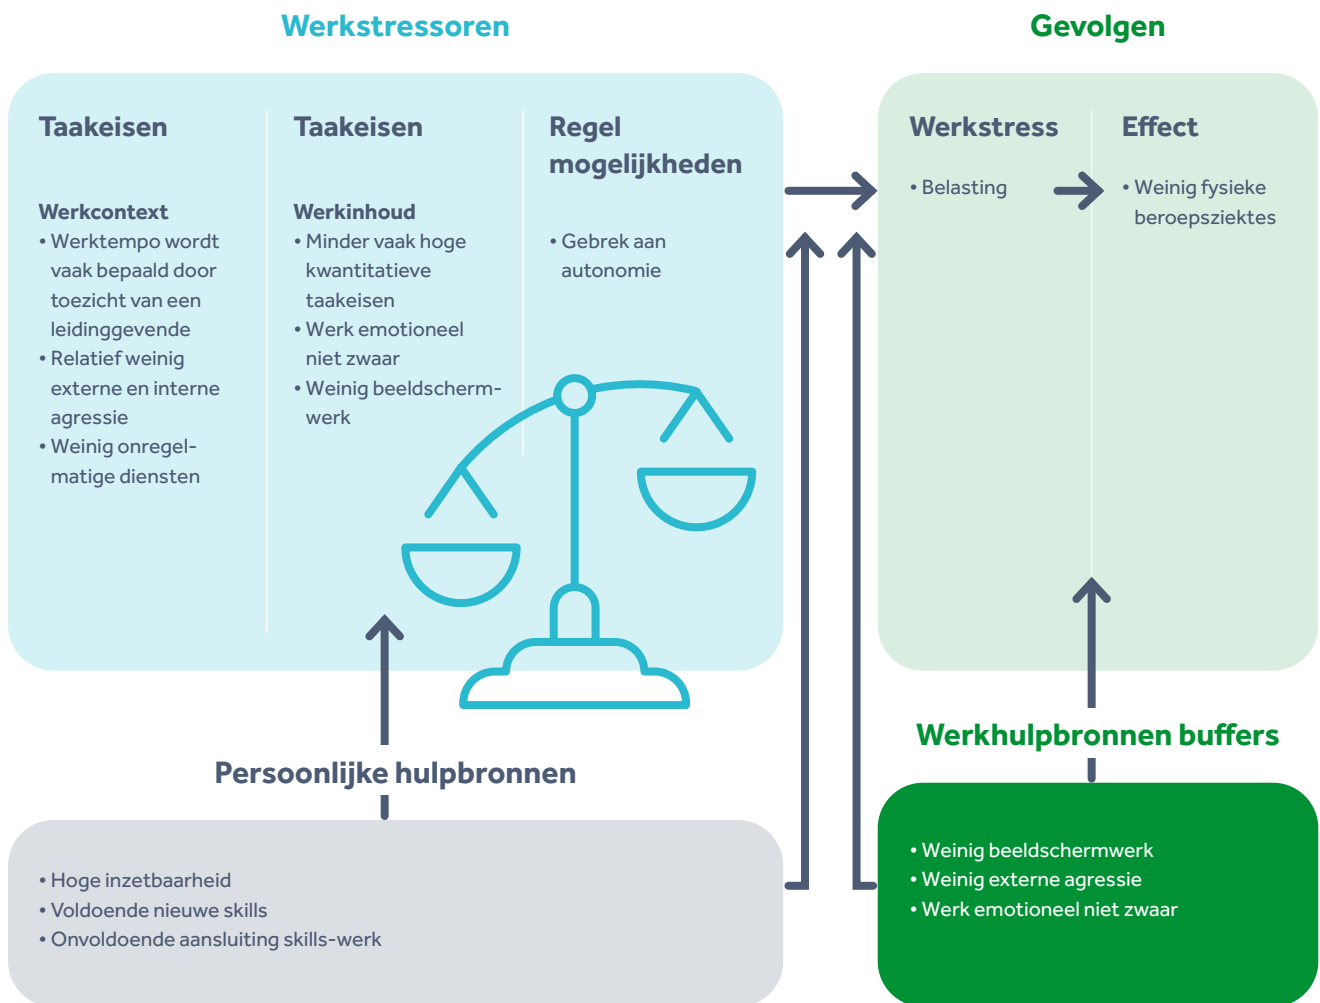 Werkstressoren
Gevolgen
Taakeisen
Werkcontext
• Werktempo wordt
vaak bepaald door
toezicht van een
leidinggevende
• Relatief weinig
externe en interne
agressie
• Weinig onregel-
matige diensten
Taakeisen
Werkinhoud
• Minder vaak hoge
kwantitatieve
taakeisen
• Werk emotioneel
niet zwaar
• Weinig beeldscherm-
werk
Regel
mogelijkheden
• Gebrek aan
autonomie
Werkstress
• Belasting
Effect
• Weinig fysieke
beroepsziektes
Persoonlijke hulpbronnen
• Hoge inzetbaarheid
• Voldoende nieuwe skills
• Onvoldoende aansluiting skills-werk
Werkhulpbronnen buffers
• Weinig beeldschermwerk
• Weinig externe agressie
• Werk emotioneel niet zwaar